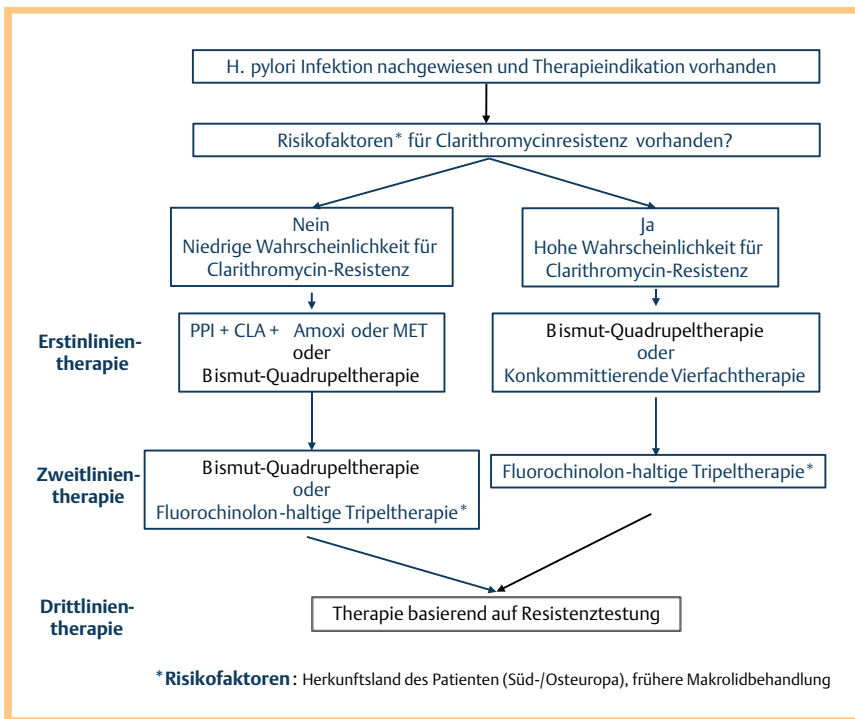 H. pylori Infektion nachgewiesen und Therapieindikation vorhanden
Risikofaktoren* für Clarithromycinresistenz vorhanden?
Nein
Niedrige Wahrscheinlichkeit für
Clarithromycin-Resistenz
Ja
Hohe Wahrscheinlichkeit für
Clarithromycin-Resistenz
Erstinlinien-
therapie
PPI + CLA + Amoxi oder MET
oder
Bismut-Quadrupeltherapie
Bismut-Quadrupeltherapie
oder
Konkommittierende Vierfachtherapie
Zweitlinien-
therapie
Bismut-Quadrupeltherapie
oder
Fluorochinolon-haltige Tripeltherapie*
Fluorochinolon-haltige Tripeltherapie*
Drittlinien-
therapie
Therapie basierend auf Resistenztestung
*Risikofaktoren: Herkunftsland des Patienten (Süd-/Osteuropa), frühere Makrolidbehandlung